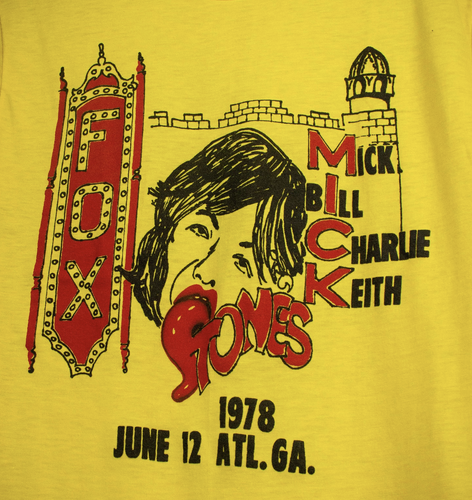 FOX
MICK
BILL
CHARLIE
KEITH
STONES
1978
JUNE 12 ATL. GA.